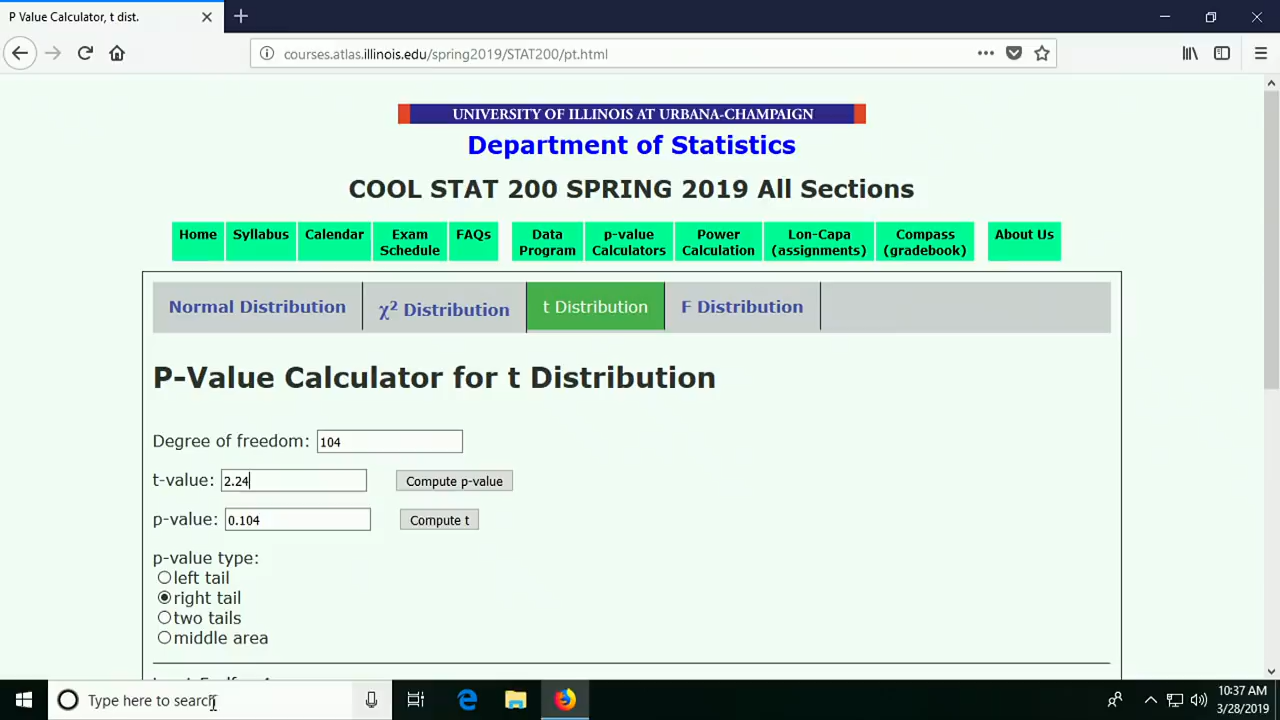 P Value Calculator, t dist.
courses.atlas.illinois.edu/spring2019/STAT200/pt.html
UNIVERSITY OF ILLINOIS AT URBANA-CHAMPAIGN
Department of Statistics
COOL STAT 200 SPRING 2019 All Sections
Home Syllabus Calendar Exam Schedule FAQs Data Program p-value Calculators Power Calculation Lon-Capa (assignments) Compass (gradebook) About Us
Normal Distribution χ² Distribution t Distribution F Distribution
P-Value Calculator for t Distribution
Degree of freedom: 104
t-value: 2.24 Compute p-value
p-value: 0.104 Compute t
p-value type:
left tail
right tail
two tails
middle area
Type here to search
10:37 AM
3/28/2019